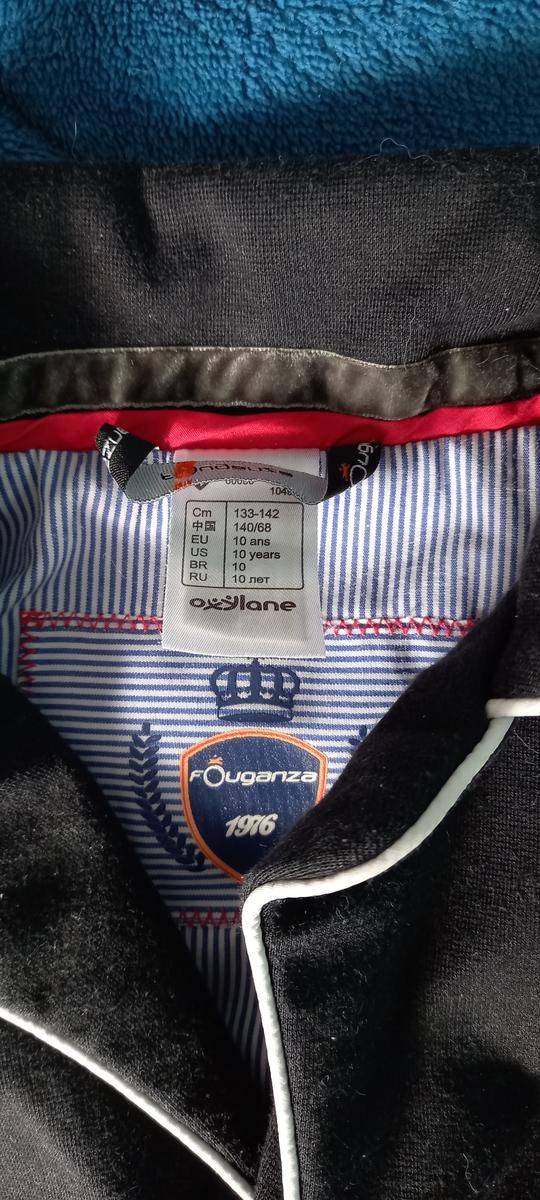 Cm 133-142
中国 140/68
EU 10 ans
US 10 years
BR 10
RU 10 лет
oxylane
FOuganza
1976